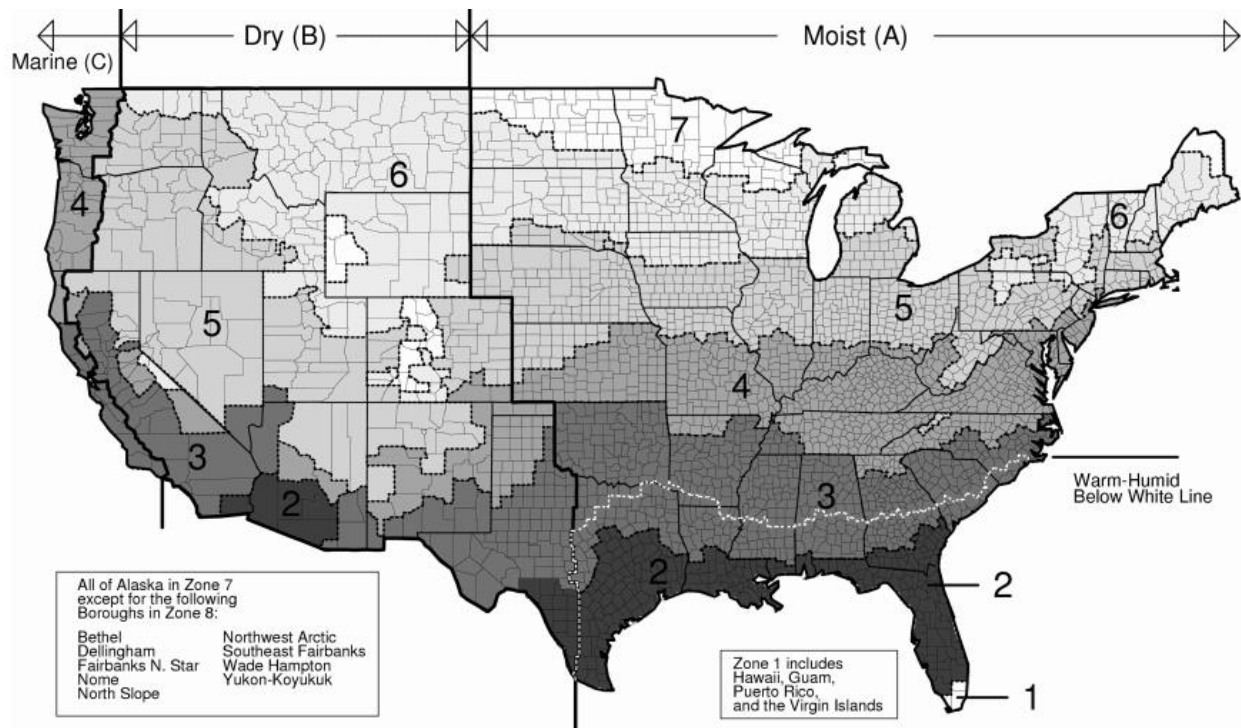 Marine (C)
Dry (B)
Moist (A)
7
6
4
6
5
5
4
3
3
2
2
2
1
Warm-Humid
Below White Line
All of Alaska in Zone 7
except for the following
Boroughs in Zone 8:
Bethel
Dellingham
Fairbanks N. Star
Nome
North Slope
Northwest Arctic
Southeast Fairbanks
Wade Hampton
Yukon-Koyukuk
Zone 1 includes
Hawaii, Guam,
Puerto Rico,
and the Virgin Islands